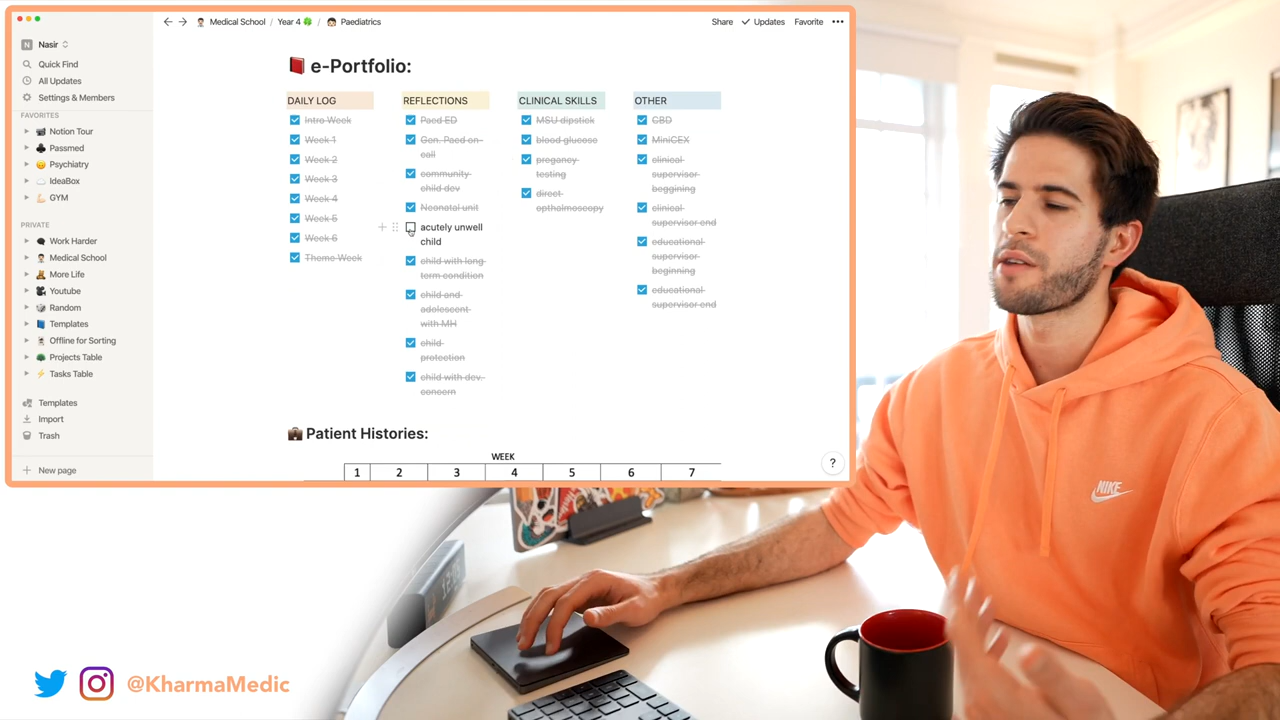 Medical School / Year 4 / Paediatrics
Share Updates Favorite
N Nasir
Quick Find
All Updates
Settings & Members
FAVORITES
Notion Tour
Passmed
Psychiatry
IdeaBox
GYM
PRIVATE
Work Harder
Medical School
More Life
Youtube
Random
Templates
Offline for Sorting
Projects Table
Tasks Table
Templates
Import
Trash
New page
e-Portfolio:
DAILY LOG
Intro Week
Week 1
Week 2
Week 3
Week 4
Week 5
Week 6
Theme Week
REFLECTIONS
Paed ED
Gen. Paed on-
call
community
child dev
Neonatal unit
acutely unwell
child
child with long
term condition
child and
adolescent
with MH
child
protection
child with dev.
concern
CLINICAL SKILLS
MSU dipstick
blood glucose
pregancy
testing
direct
opthalmoscopy
OTHER
CBD
MiniCEX
clinical
supervisor
beggining
clinical
supervisor end
educational
supervisor
beginning
educational
supervisor end
Patient Histories:
WEEK
1 2 3 4 5 6 7
?
NIKE
@KharmaMedic